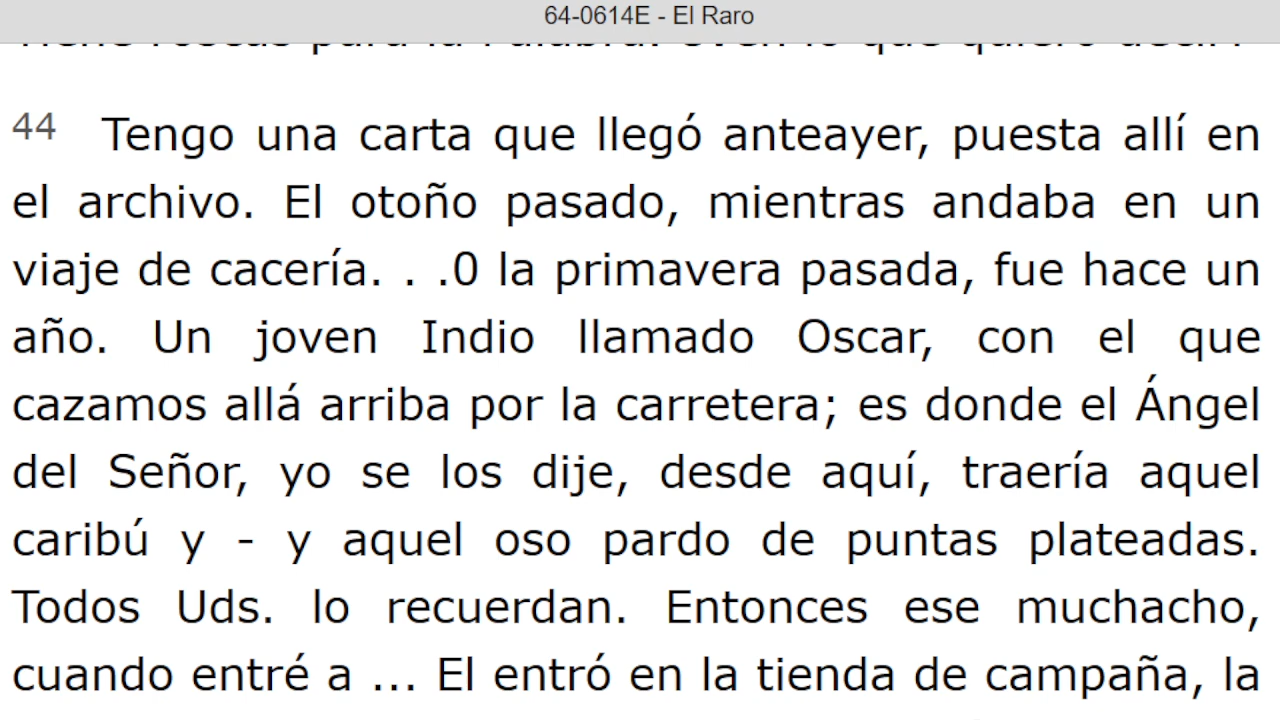 64-0614E - El Raro
44 Tengo una carta que llegó anteayer, puesta allí en
el archivo. El otoño pasado, mientras andaba en un
viaje de cacería. . .0 la primavera pasada, fue hace un
año. Un joven Indio llamado Oscar, con el que
cazamos allá arriba por la carretera; es donde el Ángel
del Señor, yo se los dije, desde aquí, traería aquel
caribú y - y aquel oso pardo de puntas plateadas.
Todos Uds. lo recuerdan. Entonces ese muchacho,
cuando entré a ... El entró en la tienda de campaña, la